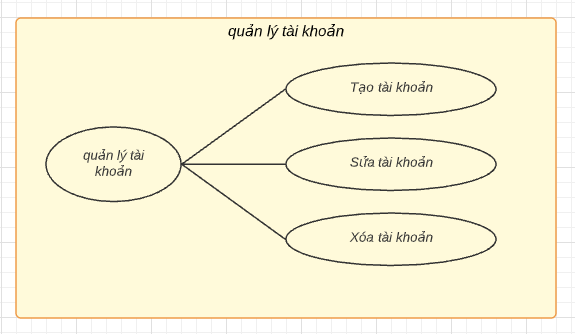 quản lý tài khoản
Tạo tài khoản
quản lý tài
khoản
Sửa tài khoản
Xóa tài khoản